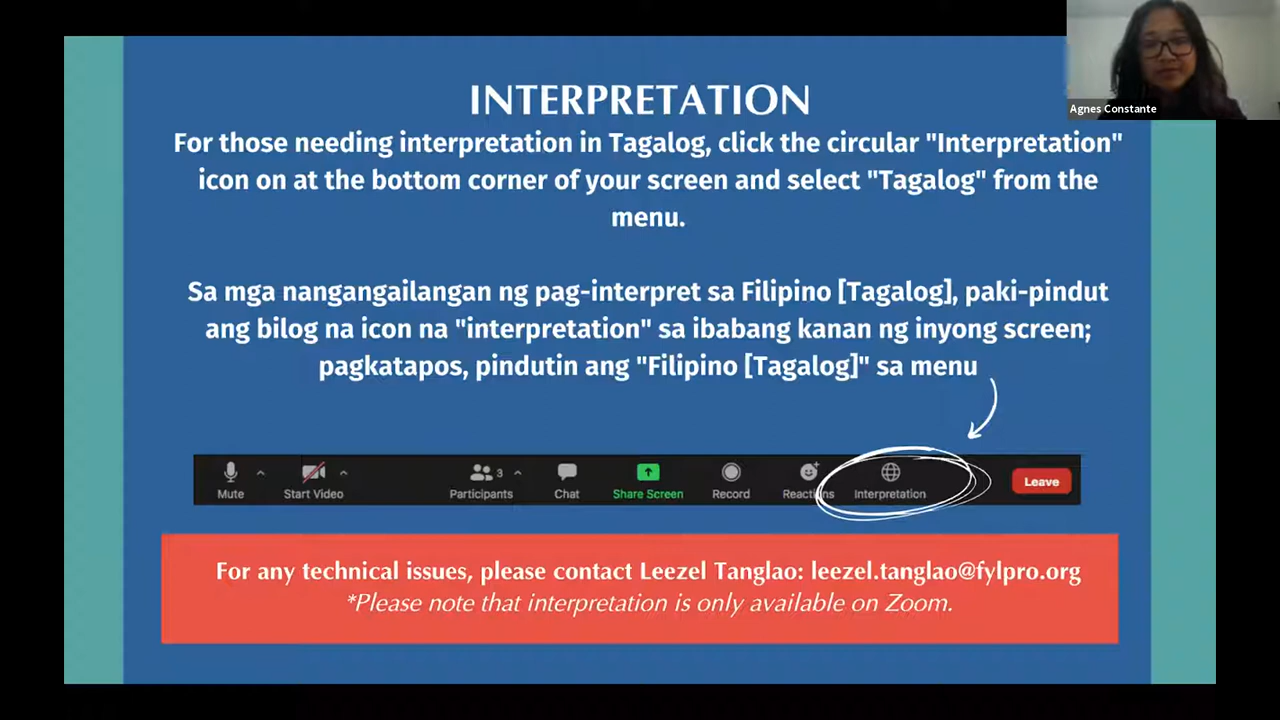 Agnes Constante
INTERPRETATION
For those needing interpretation in Tagalog, click the circular "Interpretation"
icon on at the bottom corner of your screen and select "Tagalog" from the
menu.
Sa mga nangangailangan ng pag-interpret sa Filipino [Tagalog], paki-pindut
ang bilog na icon na "interpretation" sa ibabang kanan ng inyong screen;
pagkatapos, pindutin ang "Filipino [Tagalog]" sa menu
Mute Start Video Participants 3 Chat Share Screen Record Reactions Interpretation Leave
For any technical issues, please contact Leezel Tanglao: leezel.tanglao@fylpro.org
*Please note that interpretation is only available on Zoom.